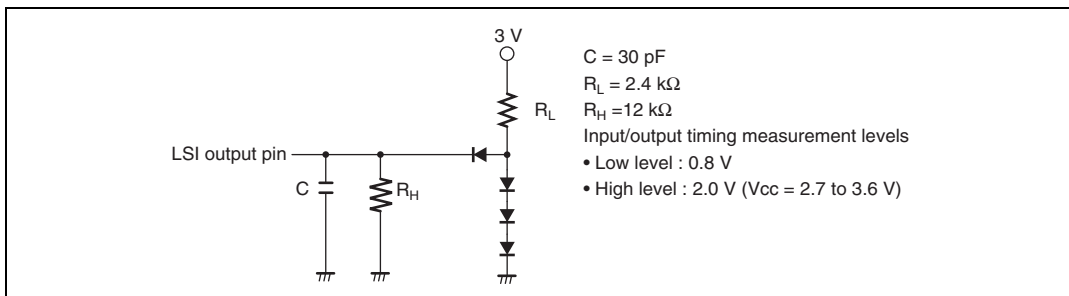 3 V
R_L
LSI output pin
C
R_H
C = 30 pF
R_L = 2.4 kΩ
R_H =12 kΩ
Input/output timing measurement levels
• Low level : 0.8 V
• High level : 2.0 V (Vcc = 2.7 to 3.6 V)